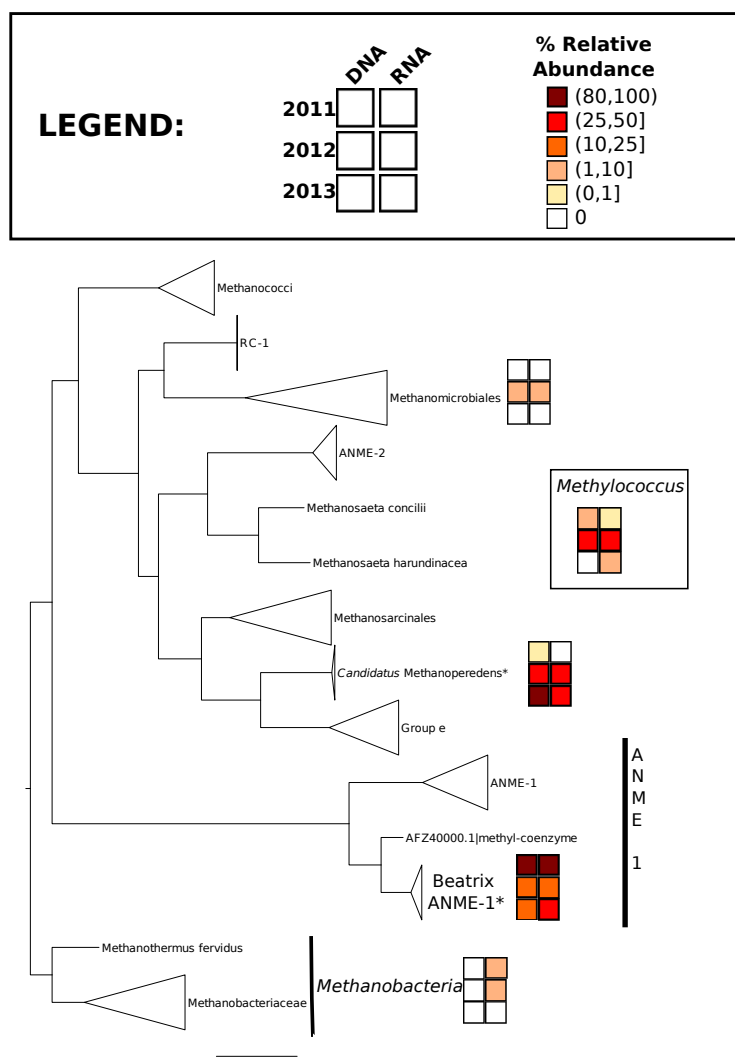 LEGEND:
DNA RNA
2011
2012
2013
% Relative
Abundance
(80,100)
(25,50]
(10,25]
(1,10]
(0,1]
0
Methanococci
RC-1
Methanomicrobiales
ANME-2
Methylococcus
Methanosaeta concilii
Methanosaeta harundinacea
Methanosarcinales
Candidatus Methanoperedens*
Group e
ANME-1
AFZ40000.1|methyl-coenzyme
Beatrix
ANME-1*
A
N
M
E
1
Methanothermus fervidus
Methanobacteria
Methanobacteriaceae